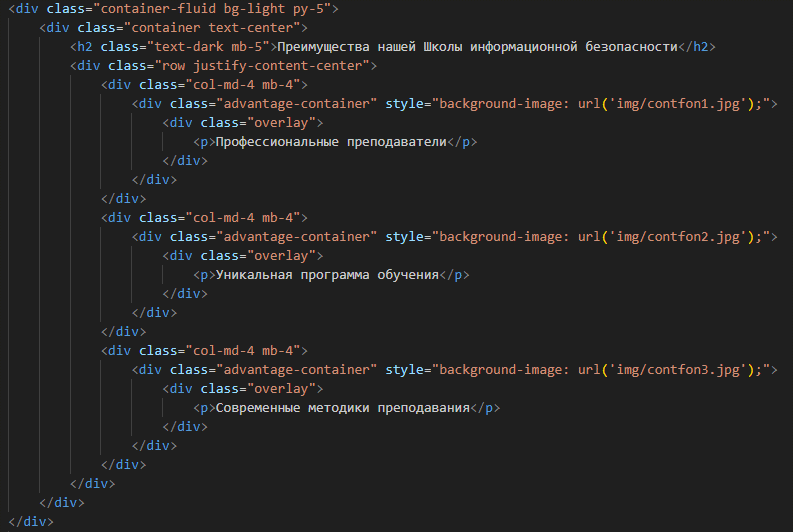 <div class="container-fluid bg-light py-5">
<div class="container text-center">
<h2 class="text-dark mb-5">Преимущества нашей Школы информационной безопасности</h2>
<div class="row justify-content-center">
<div class="col-md-4 mb-4">
<div class="advantage-container" style="background-image: url('img/contfon1.jpg');">
<div class="overlay">
<p>Профессиональные преподаватели</p>
</div>
</div>
</div>
<div class="col-md-4 mb-4">
<div class="advantage-container" style="background-image: url('img/contfon2.jpg');">
<div class="overlay">
<p>Уникальная программа обучения</p>
</div>
</div>
</div>
<div class="col-md-4 mb-4">
<div class="advantage-container" style="background-image: url('img/contfon3.jpg');">
<div class="overlay">
<p>Современные методики преподавания</p>
</div>
</div>
</div>
</div>
</div>
</div>